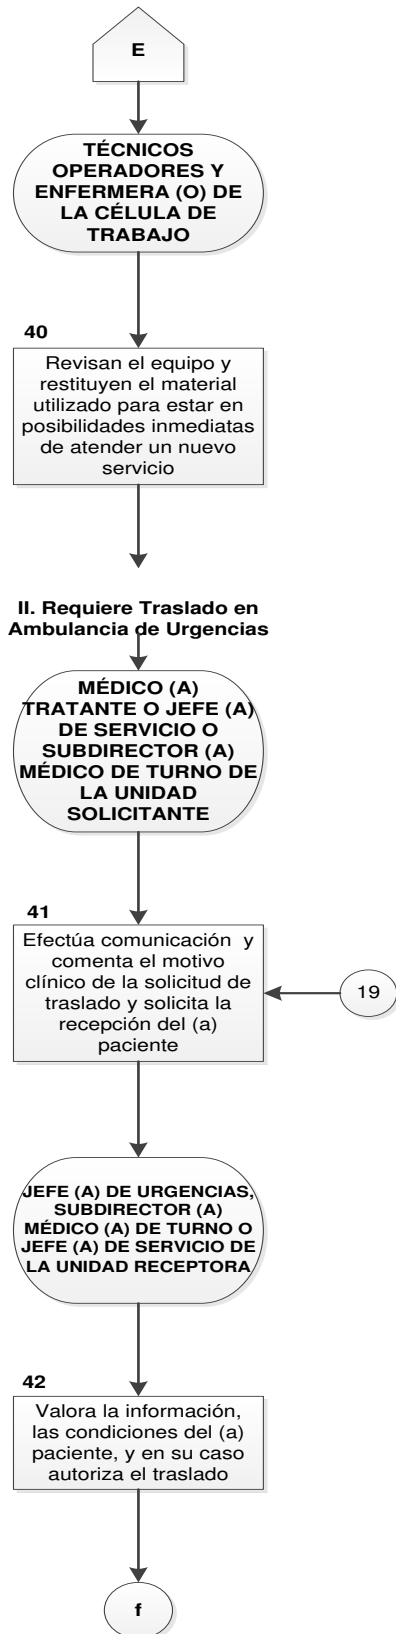 E
TÉCNICOS
OPERADORES Y
ENFERMERA (O) DE
LA CÉLULA DE
TRABAJO
40
Revisan el equipo y
restituyen el material
utilizado para estar en
posibilidades inmediatas
de atender un nuevo
servicio
II. Requiere Traslado en
Ambulancia de Urgencias
MÉDICO (A)
TRATANTE O JEFE (A)
DE SERVICIO O
SUBDIRECTOR (A)
MÉDICO DE TURNO DE
LA UNIDAD
SOLICITANTE
41
Efectúa comunicación y
comenta el motivo
clínico de la solicitud de
traslado y solicita la
recepción del (a)
paciente
19
JEFE (A) DE URGENCIAS,
SUBDIRECTOR (A)
MÉDICO (A) DE TURNO O
JEFE (A) DE SERVICIO DE
LA UNIDAD RECEPTORA
42
Valora la información,
las condiciones del (a)
paciente, y en su caso
autoriza el traslado
f